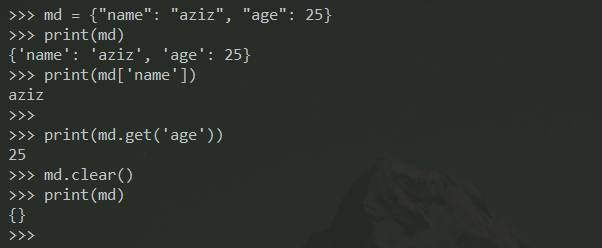 >>> md = {"name": "aziz", "age": 25}
>>> print(md)
{'name': 'aziz', 'age': 25}
>>> print(md['name'])
aziz
>>>
>>> print(md.get('age'))
25
>>> md.clear()
>>> print(md)
{}
>>>